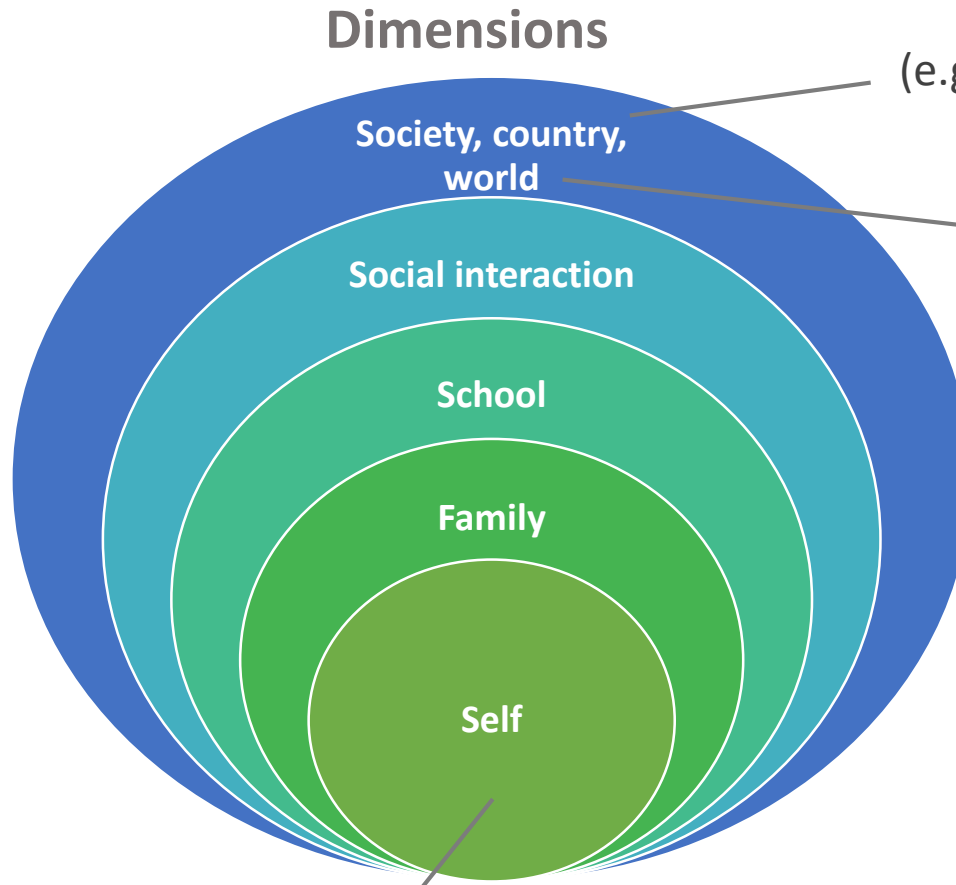 Dimensions
(e.g
Society, country,
world
Social interaction
School
Family
Self